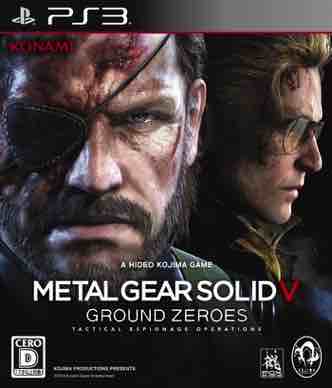 PS3
KONAMI
A HIDEO KOJIMA GAME
METAL GEAR SOLID V
GROUND ZEROES
TACTICAL ESPIONAGE OPERATIONS
CERO
D
KOJIMA PRODUCTIONS PRESENTS